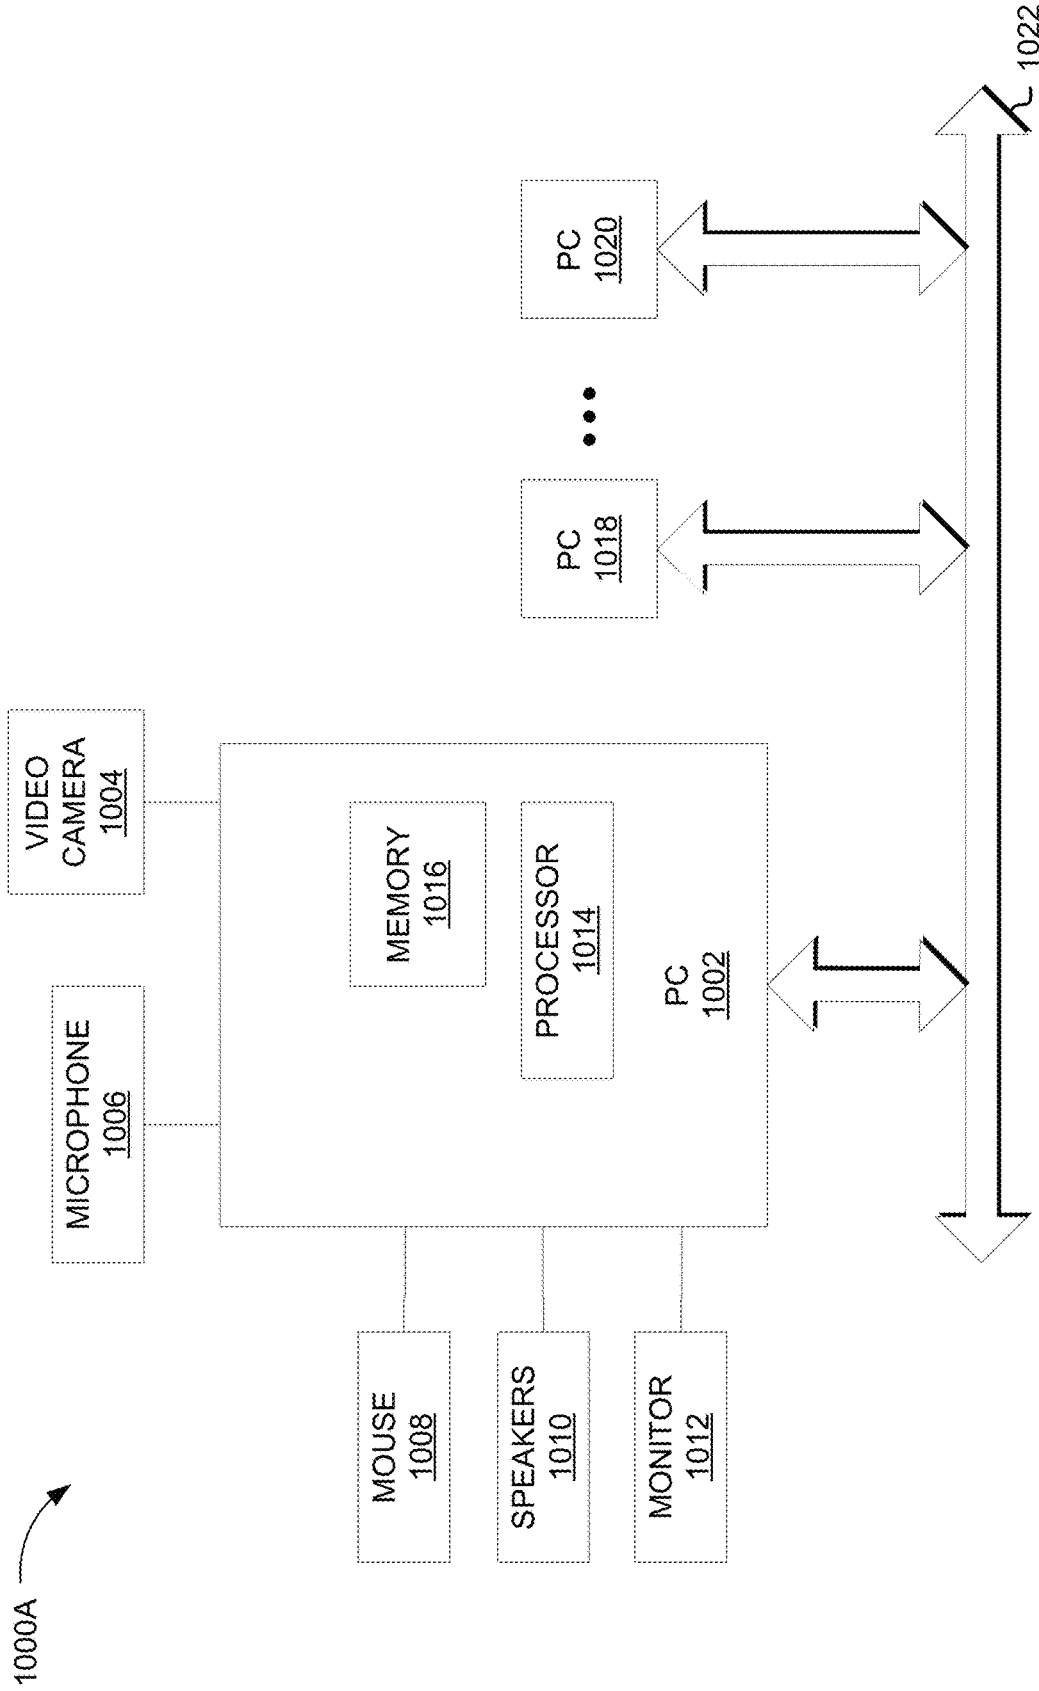 1000A
MICROPHONE
1006
VIDEO
CAMERA
1004
MOUSE
1008
SPEAKERS
1010
MONITOR
1012
MEMORY
1016
PROCESSOR
1014
PC
1002
PC
1018
PC
1020
1022